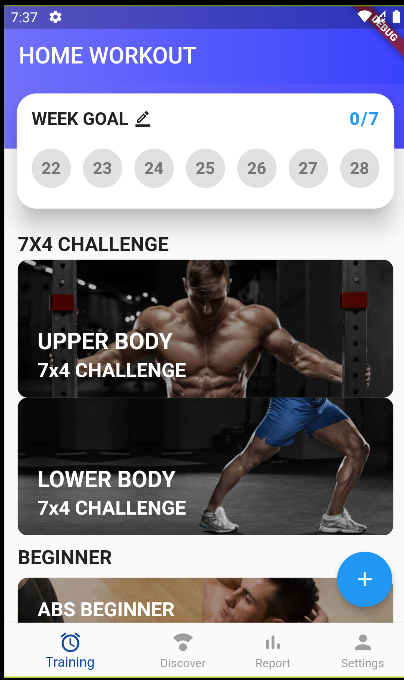 7:37
DEBUG
HOME WORKOUT
WEEK GOAL 0/7
22 23 24 25 26 27 28
7X4 CHALLENGE
UPPER BODY
7x4 CHALLENGE
LOWER BODY
7x4 CHALLENGE
BEGINNER
ABS BEGINNER
Training Discover Report Settings